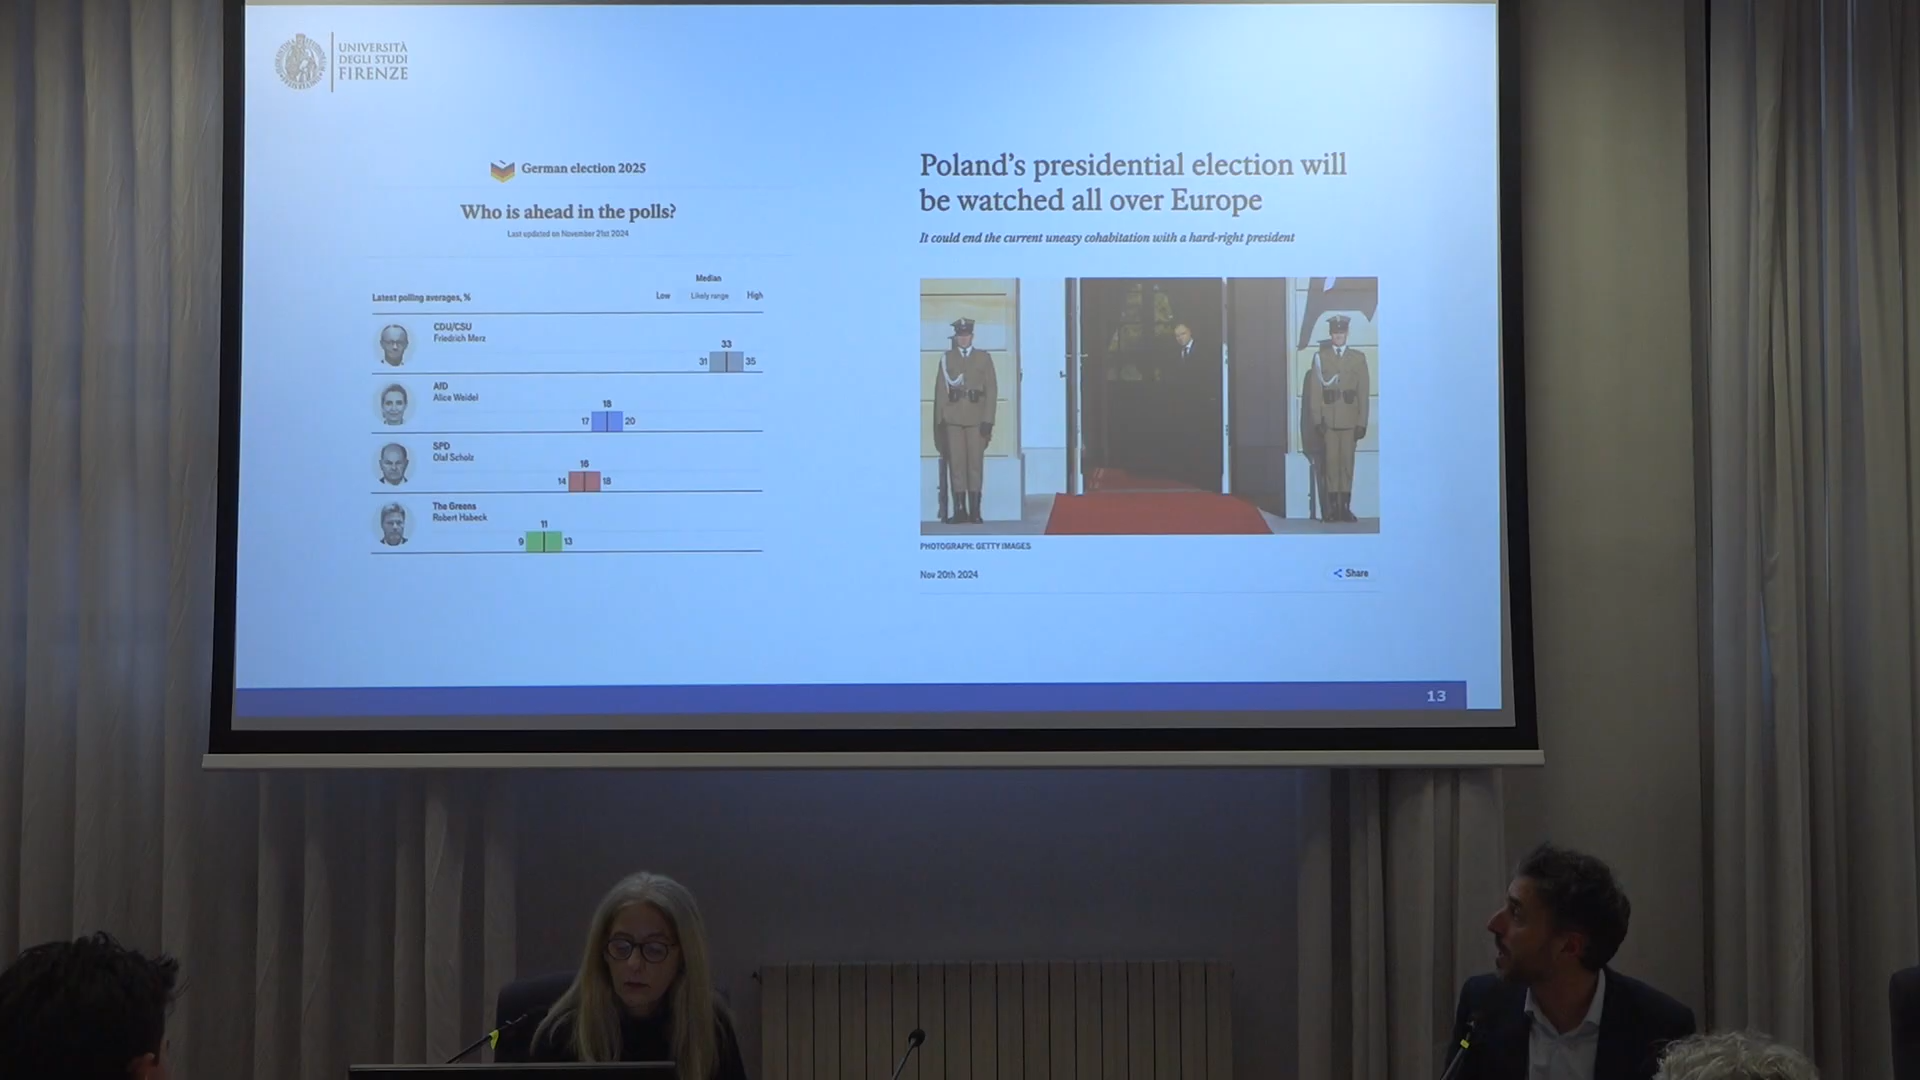 UNIVERSITÀ
DEGLI STUDI
FIRENZE
German election 2025
Who is ahead in the polls?
Last updated on November 21st 2024
Median
Latest polling averages, %
Low Likely range High
CDU/CSU
Friedrich Merz
33
31 35
AfD
Alice Weidel
18
17 20
SPD
Olaf Scholz
16
14 18
The Greens
Robert Habeck
11
9 13
Poland's presidential election will
be watched all over Europe
It could end the current uneasy cohabitation with a hard-right president
PHOTOGRAPH: GETTY IMAGES
Nov 20th 2024
Share
13